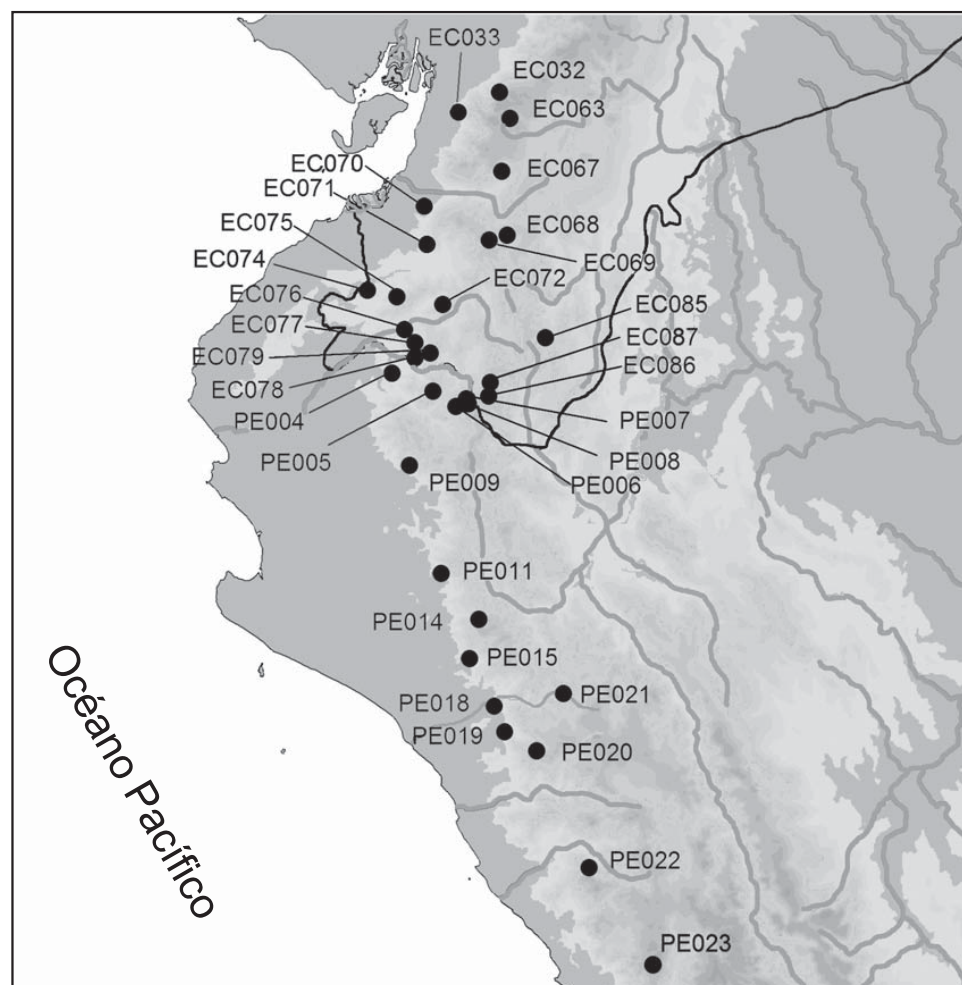 EC033
EC032
EC063
EC070
EC067
EC071
EC075
EC068
EC074
EC069
EC072
EC076
EC085
EC077
EC087
EC079
EC086
EC078
PE004
PE007
PE005
PE008
PE006
PE009
PE011
PE014
PE015
PE021
PE018
PE019
PE020
PE022
PE023
Océano Pacífico